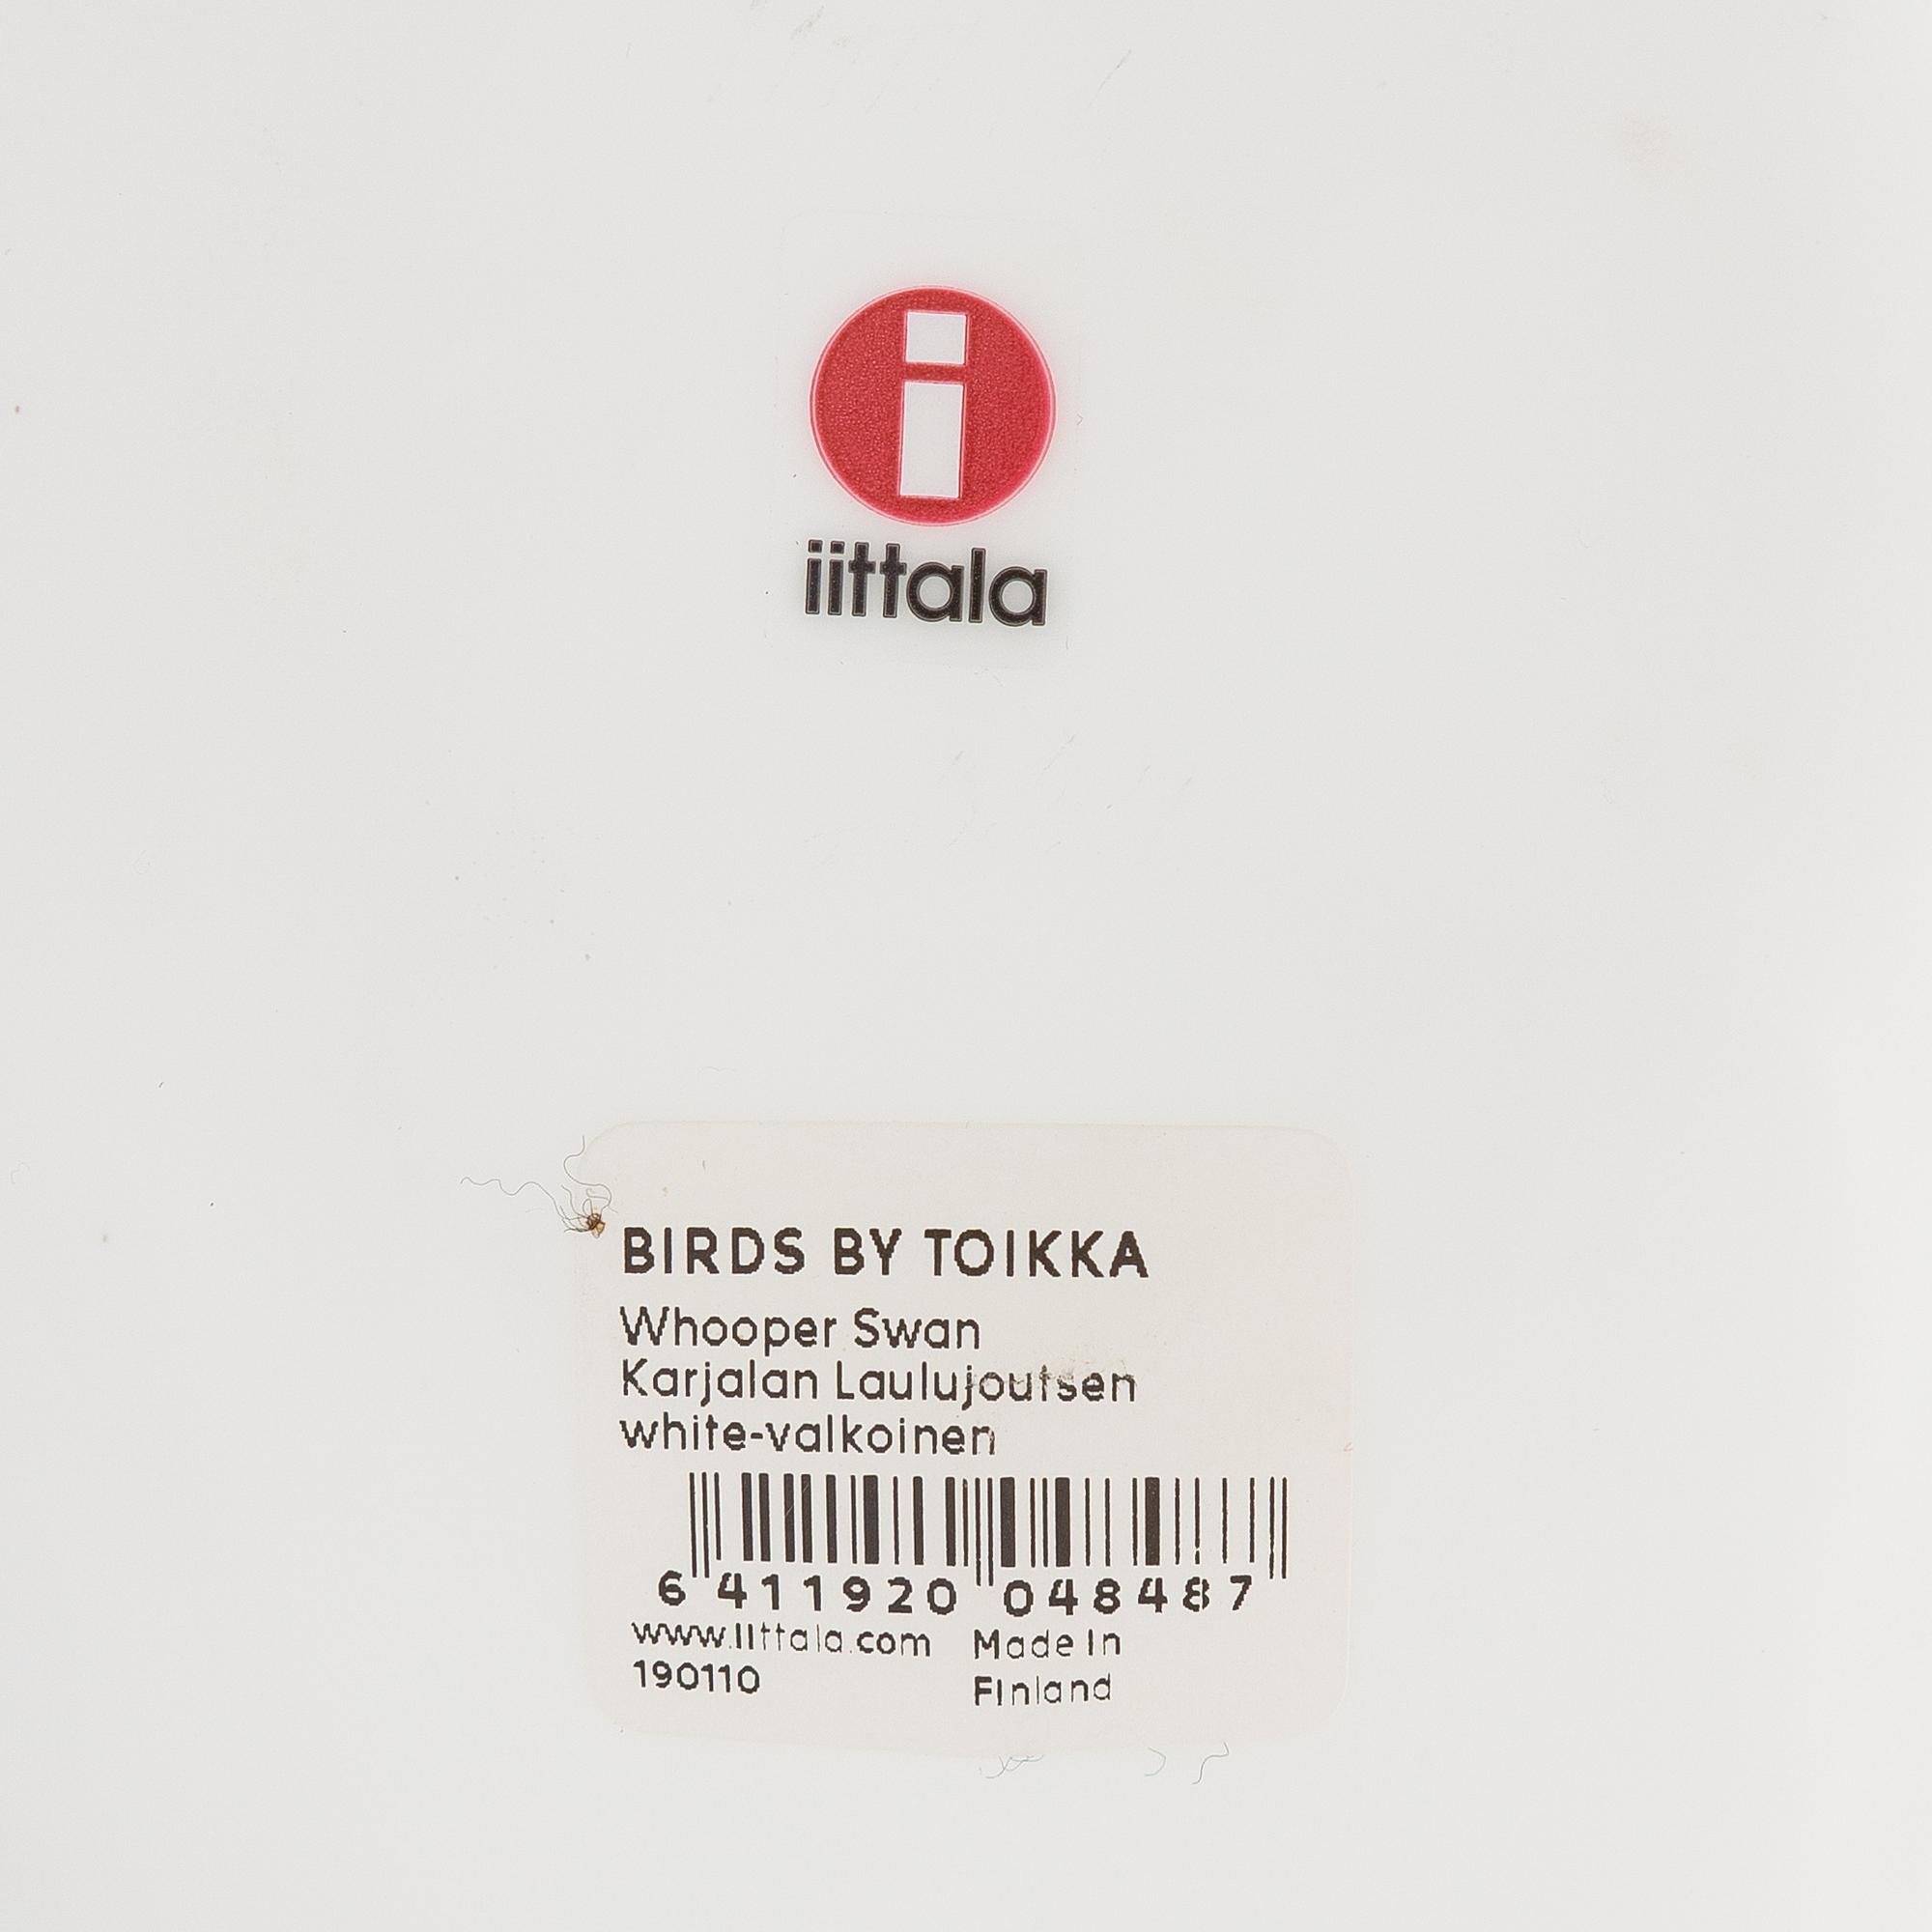 i
iittala
BIRDS BY TOIKKA
Whooper Swan
Karjalan Laulujoutsen
white-valkoinen
6 411920 048487
www.iittala.com Made in
190110 Finland